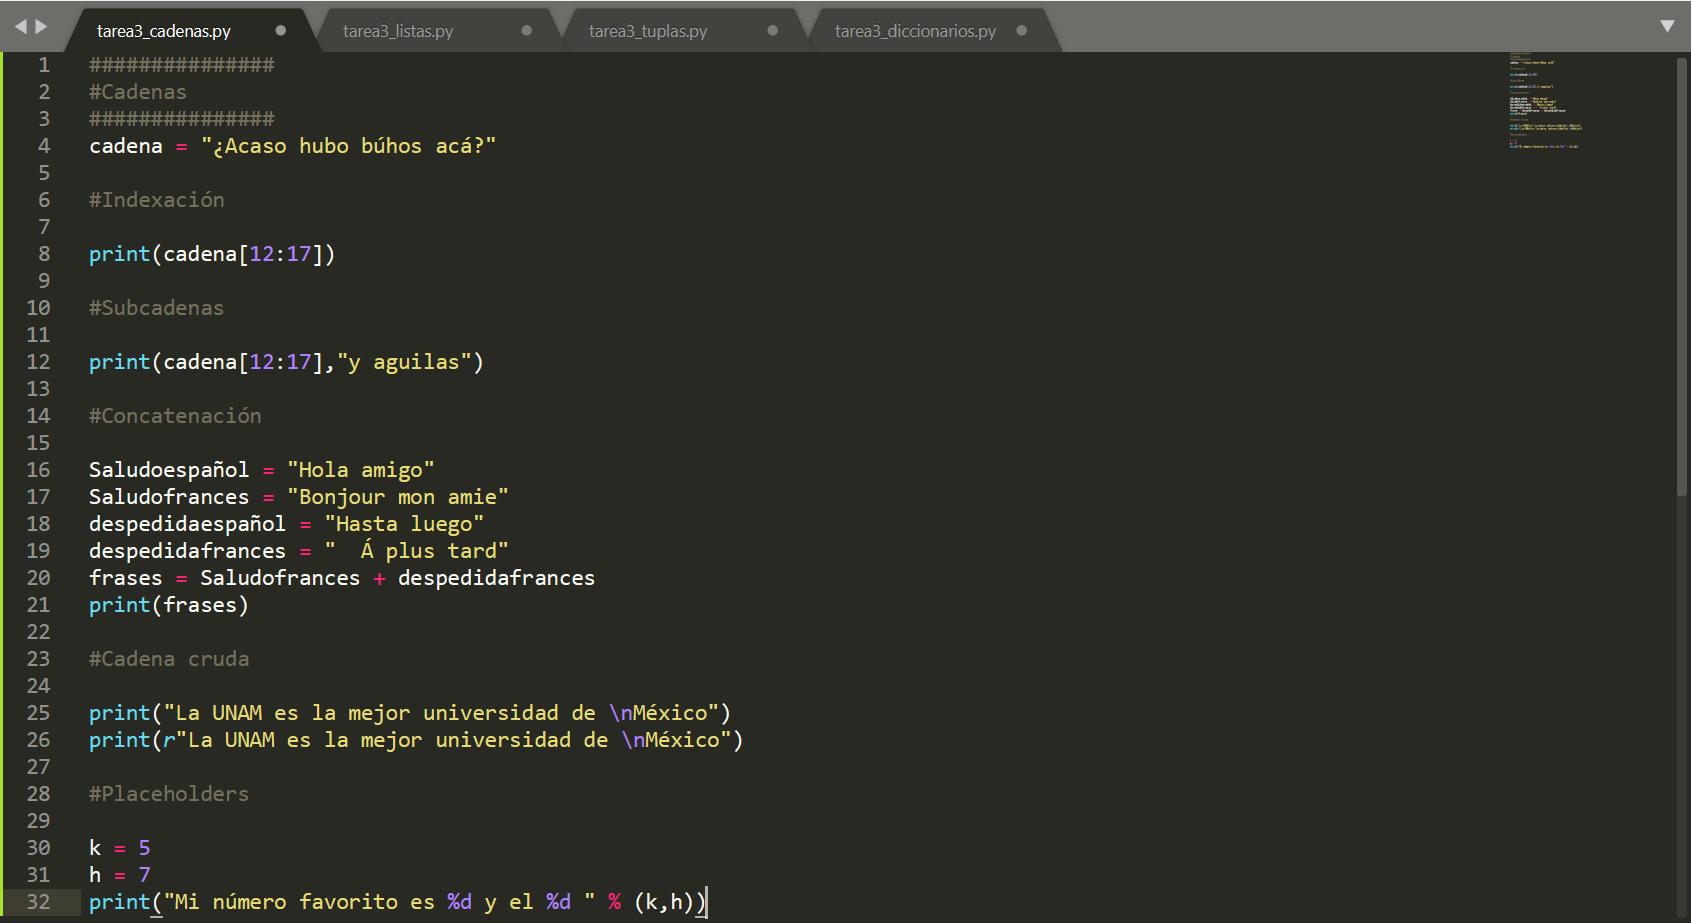 tarea3_cadenas.py tarea3_listas.py tarea3_tuplas.py tarea3_diccionarios.py
1 ###############
2 #Cadenas
3 ###############
4 cadena = "¿Acaso hubo búhos acá?"
5
6 #Indexación
7
8 print(cadena[12:17])
9
10 #Subcadenas
11
12 print(cadena[12:17],"y aguilas")
13
14 #Concatenación
15
16 Saludoespañol = "Hola amigo"
17 Saludofrances = "Bonjour mon amie"
18 despedidaespañol = "Hasta luego"
19 despedidafrances = "  Á plus tard"
20 frases = Saludofrances + despedidafrances
21 print(frases)
22
23 #Cadena cruda
24
25 print("La UNAM es la mejor universidad de \nMéxico")
26 print(r"La UNAM es la mejor universidad de \nMéxico")
27
28 #Placeholders
29
30 k = 5
31 h = 7
32 print("Mi número favorito es %d y el %d " % (k,h))